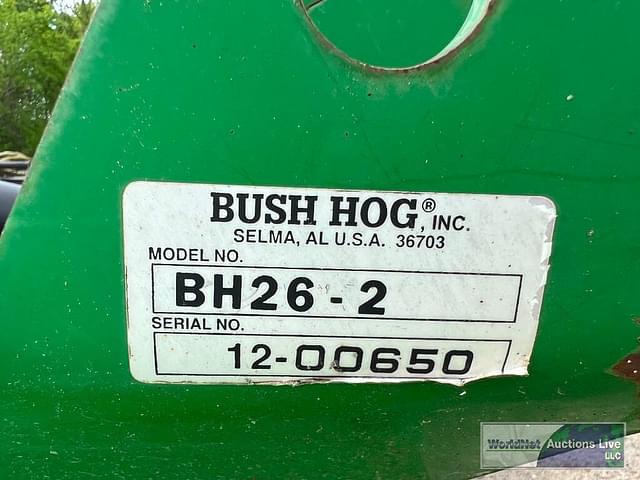 BUSH HOG®, INC.
SELMA, AL U.S.A. 36703
MODEL NO.
BH26-2
SERIAL NO.
12-00650
WorldNet Auctions Live
LLC